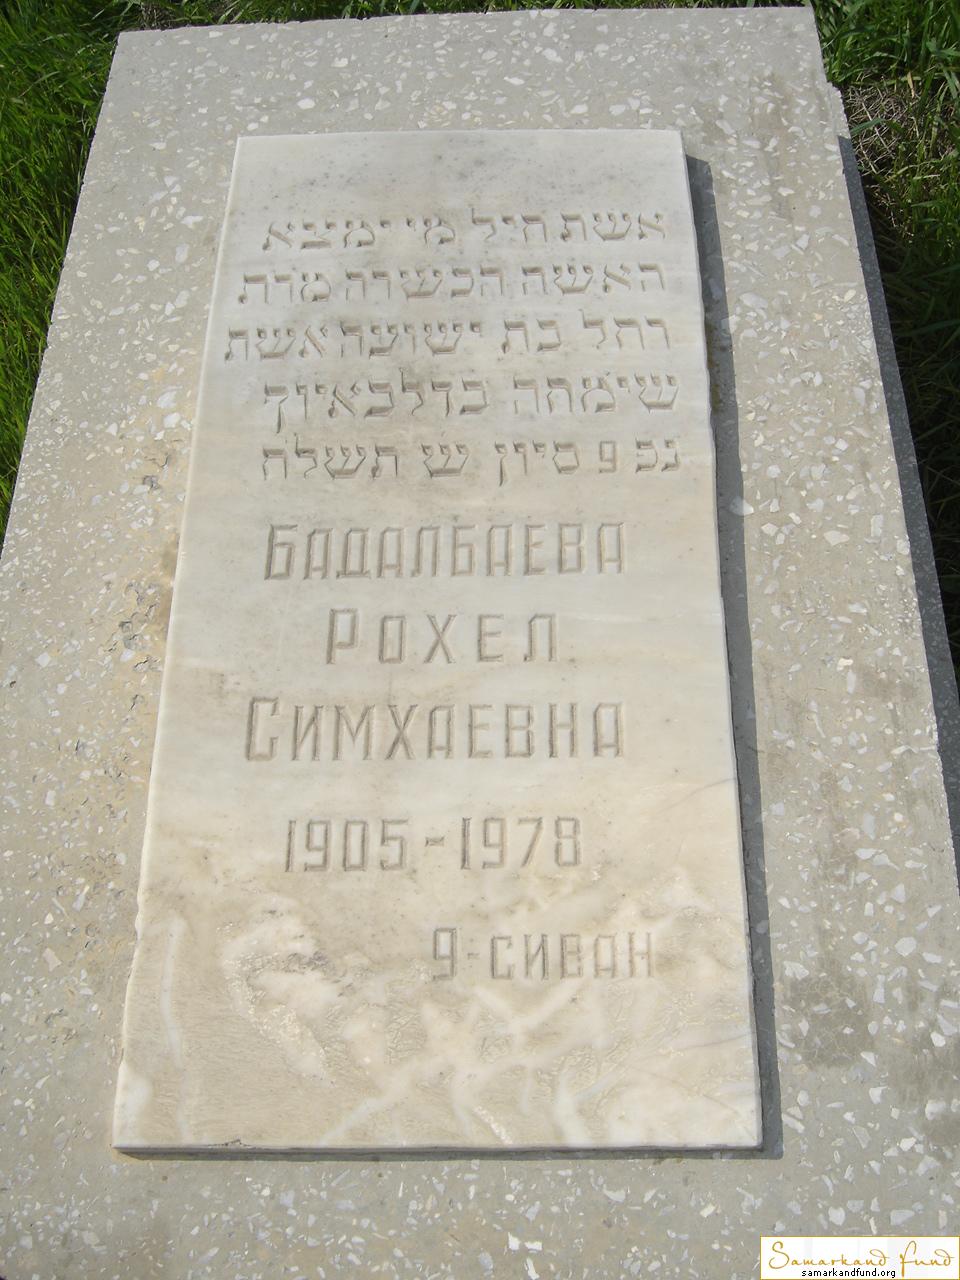 אשת חיל מי ימצא
האשה הכשרה מרת
רחל בת ישועה אשת
שימחה בדלבאיוף
נפ 9 סיון ש תשלח
БАДАЛБАЕВА
РОХЕЛ
СИМХАЕВНА
1905-1978
9-СИВАН
Samarkand fund
samarkandfund.org